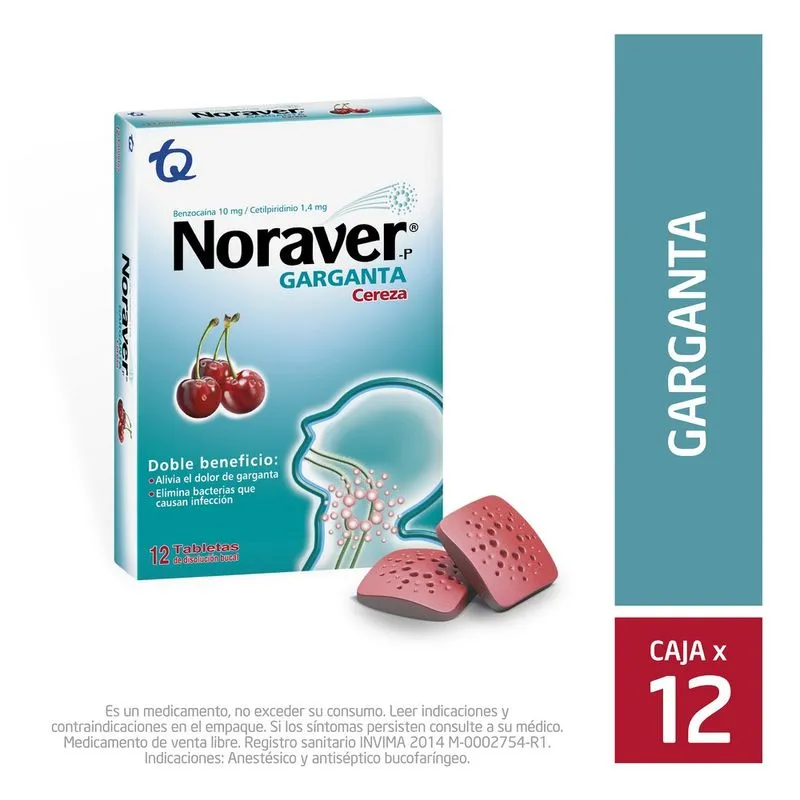 Noraver
TQ
Benzocaína 10 mg / Cetilpiridinio 1,4 mg
Noraver® -P
GARGANTA
Cereza
Noraver
Doble beneficio:
• Alivia el dolor de garganta
• Elimina bacterias que
causan infección
12 Tabletas
de disolución bucal
GARGANTA
CAJA x
12
Es un medicamento, no exceder su consumo. Leer indicaciones y
contraindicaciones en el empaque. Si los síntomas persisten consulte a su médico.
Medicamento de venta libre. Registro sanitario INVIMA 2014 M-0002754-R1.
Indicaciones: Anestésico y antiséptico bucofaríngeo.